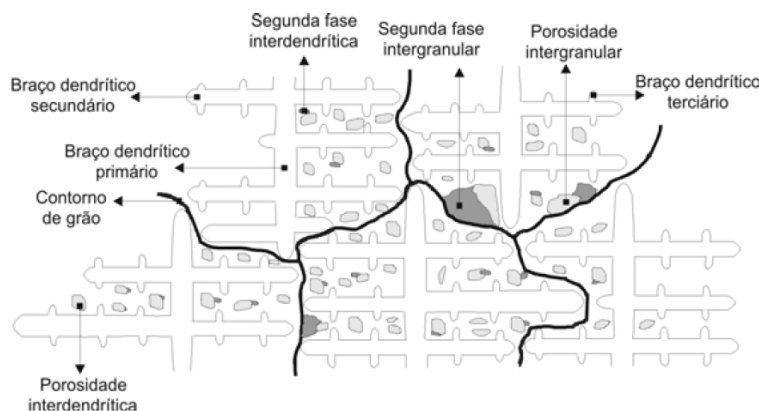 Segunda fase
interdendrítica
Segunda fase
intergranular
Porosidade
intergranular
Braço dendrítico
secundário
Braço dendrítico
terciário
Braço dendrítico
primário
Contorno
de grão
Porosidade
interdendrítica